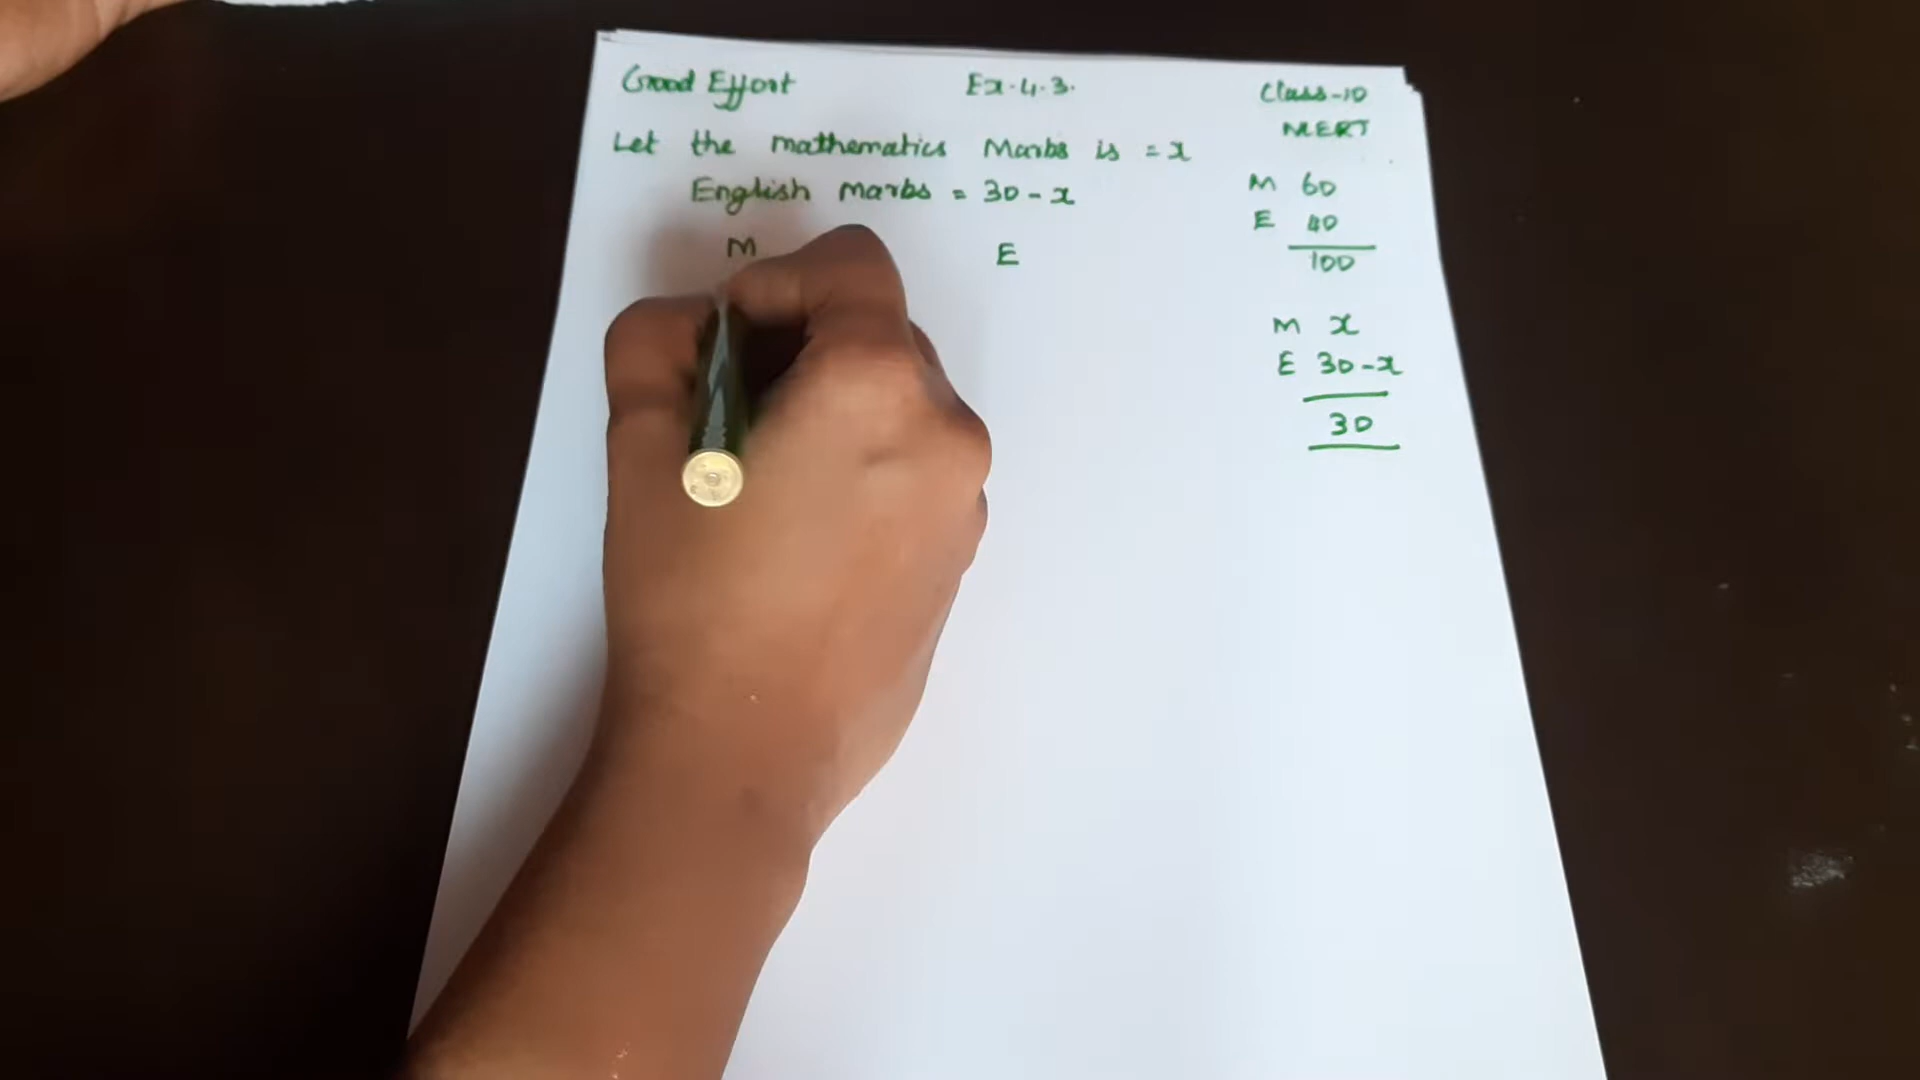 Good Effort Ex.4.3. Class-10
NCERT
Let the mathematics Marks is = x
English marks = 30-x
M E
M 60
E 40
100
M x
E 30-x
30